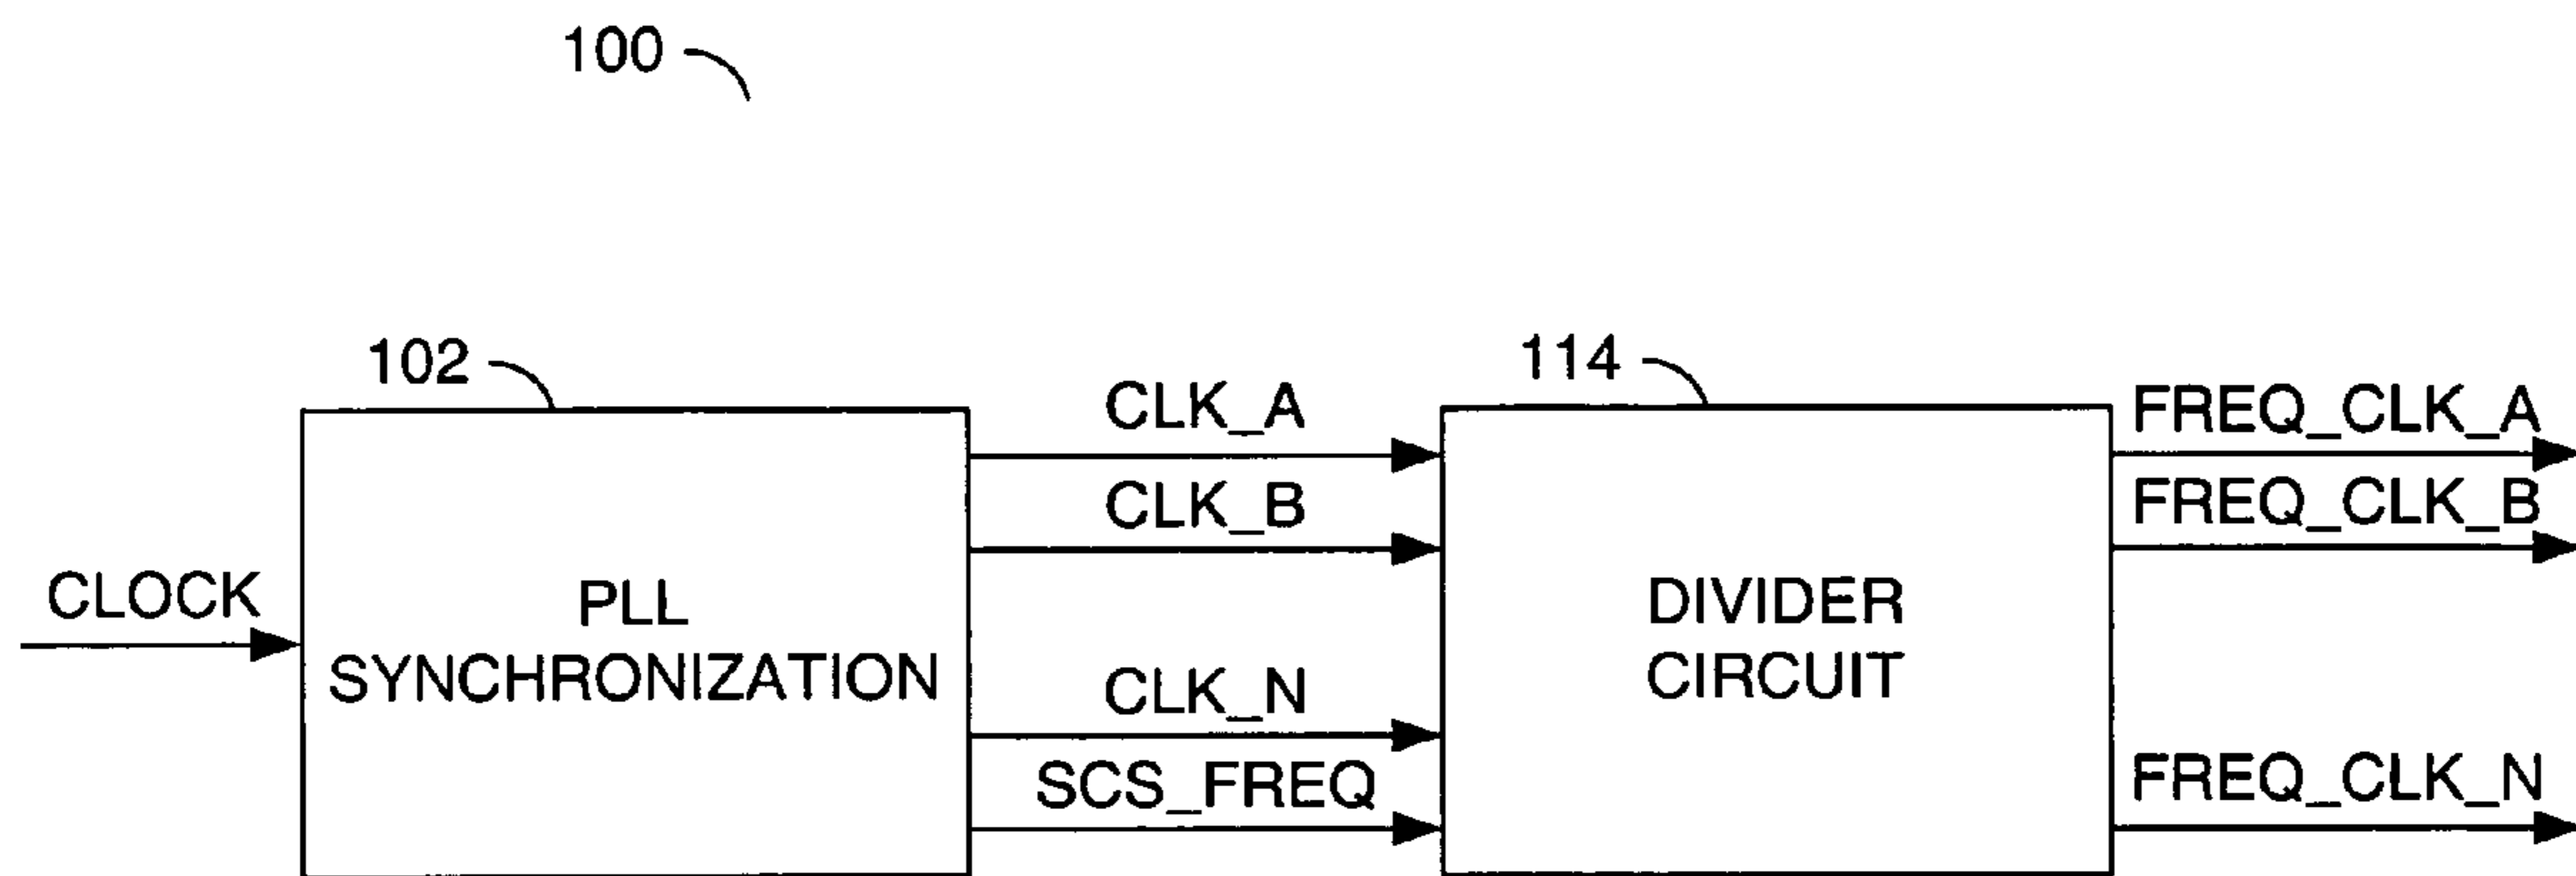 100
102
114
CLK_A
FREQ_CLK_A
CLK_B
FREQ_CLK_B
CLOCK
PLL
SYNCHRONIZATION
DIVIDER
CIRCUIT
CLK_N
SCS_FREQ
FREQ_CLK_N